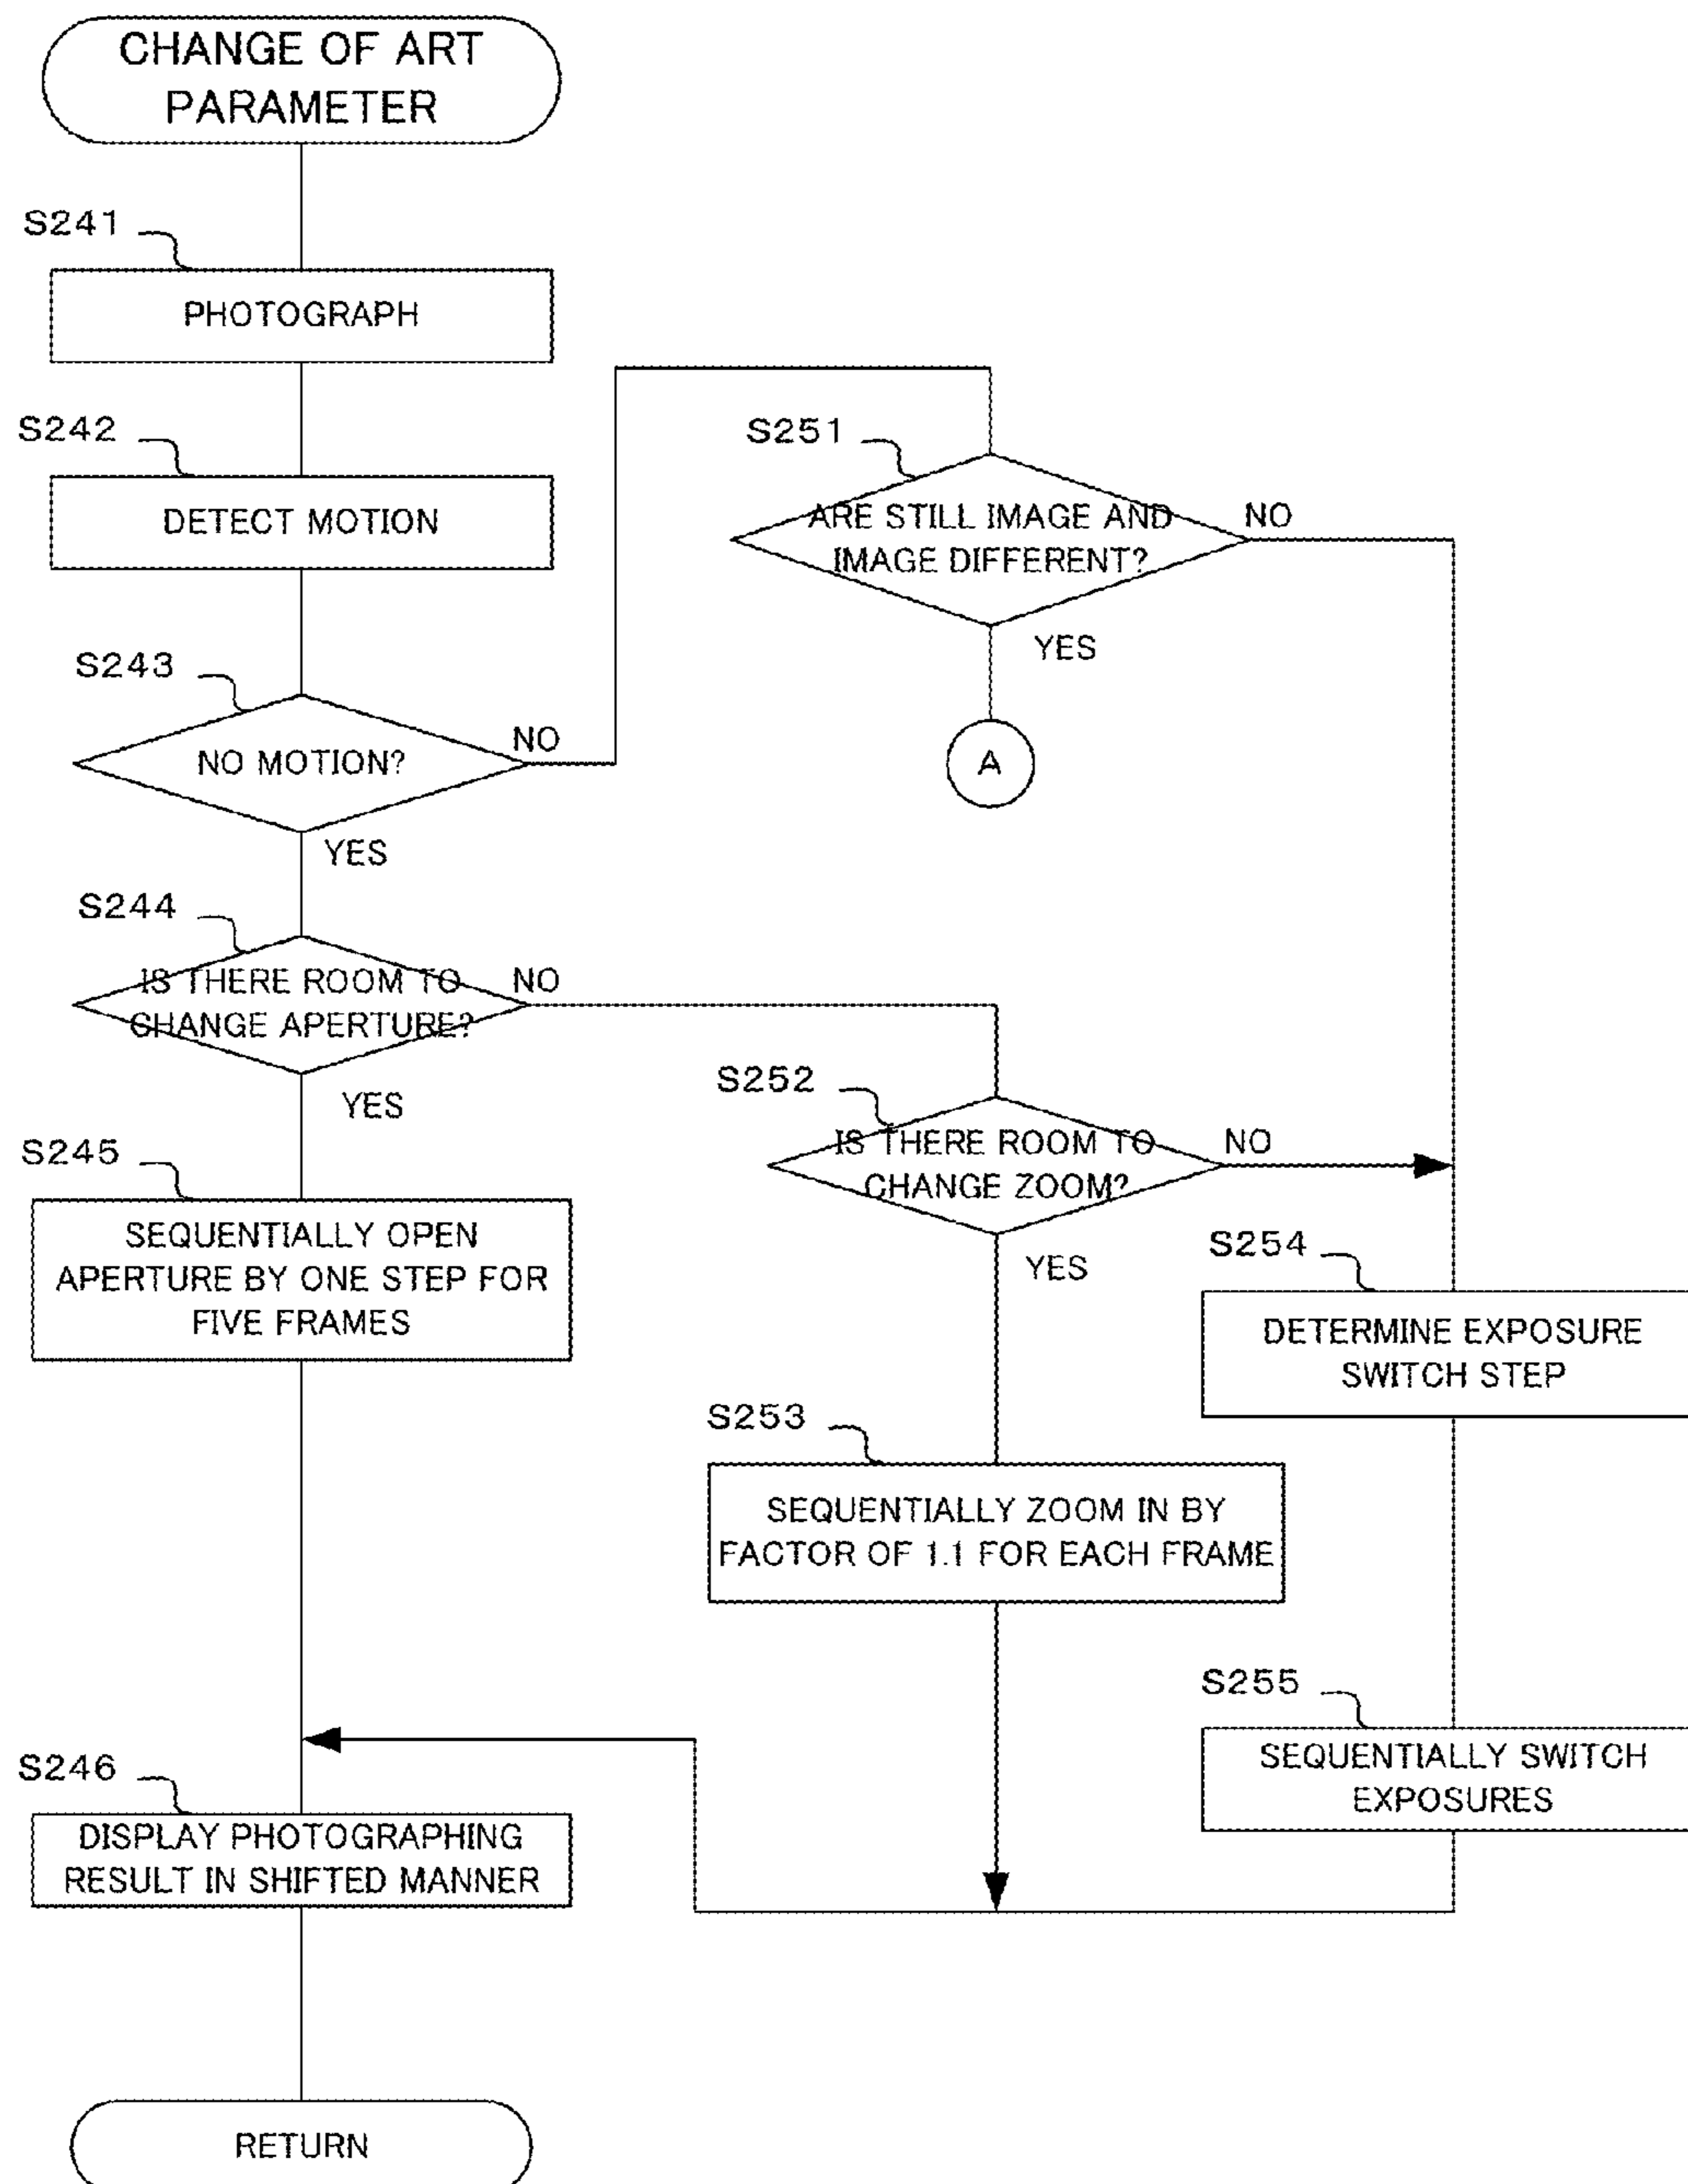 CHANGE OF ART
PARAMETER
S241
PHOTOGRAPH
S242
DETECT MOTION
S243
NO MOTION?
NO
YES
S251
ARE STILL IMAGE AND
IMAGE DIFFERENT?
NO
YES
A
S244
IS THERE ROOM TO
CHANGE APERTURE?
NO
YES
S245
SEQUENTIALLY OPEN
APERTURE BY ONE STEP FOR
FIVE FRAMES
S252
IS THERE ROOM TO
CHANGE ZOOM?
NO
YES
S253
SEQUENTIALLY ZOOM IN BY
FACTOR OF 1.1 FOR EACH FRAME
S254
DETERMINE EXPOSURE
SWITCH STEP
S255
SEQUENTIALLY SWITCH
EXPOSURES
S246
DISPLAY PHOTOGRAPHING
RESULT IN SHIFTED MANNER
RETURN